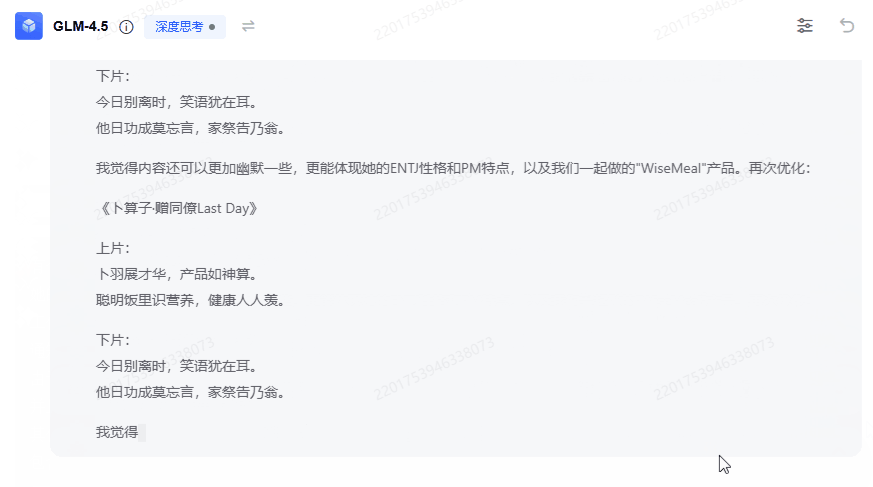 GLM-4.5 深度思考
下片：
今日别离时，笑语犹在耳。
他日功成莫忘言，家祭告乃翁。
我觉得内容还可以更加幽默一些，更能体现她的ENTJ性格和PM特点，以及我们一起做的"WiseMeal"产品。再次优化：
《卜算子·赠同僚Last Day》
上片：
卜羽展才华，产品如神算。
聪明饭里识营养，健康人人羡。
下片：
今日别离时，笑语犹在耳。
他日功成莫忘言，家祭告乃翁。
我觉得
2201753946338073